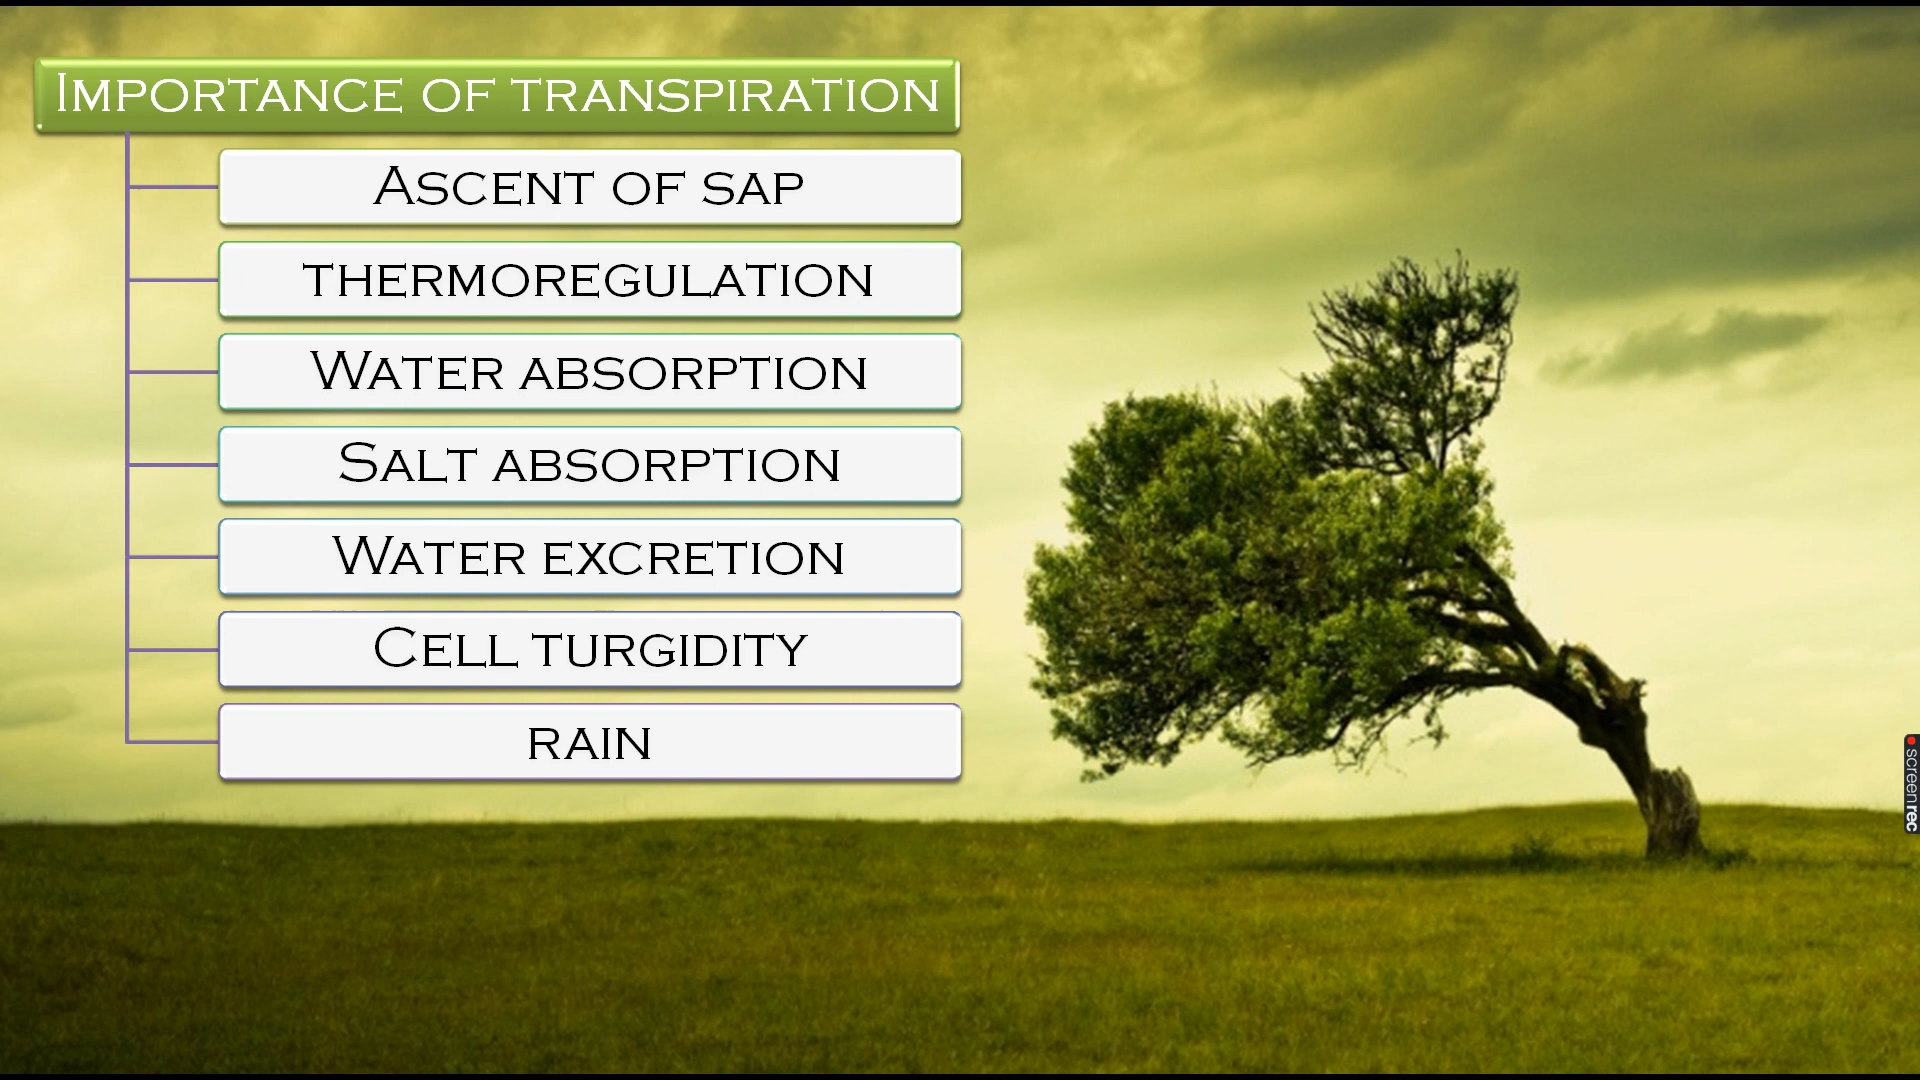 Importance of transpiration
Ascent of sap
thermoregulation
Water absorption
Salt absorption
Water excretion
Cell turgidity
rain
screenrec